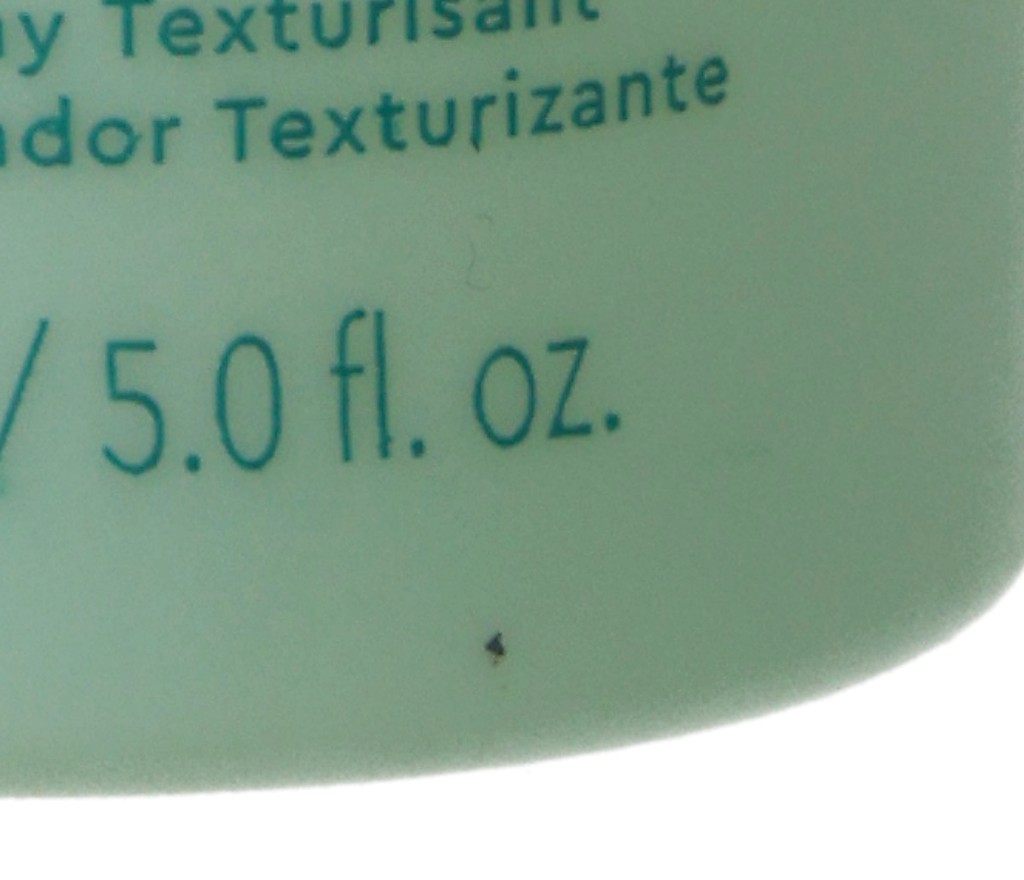 Texturisant
Texturizante
/ 5.0 fl. oz.